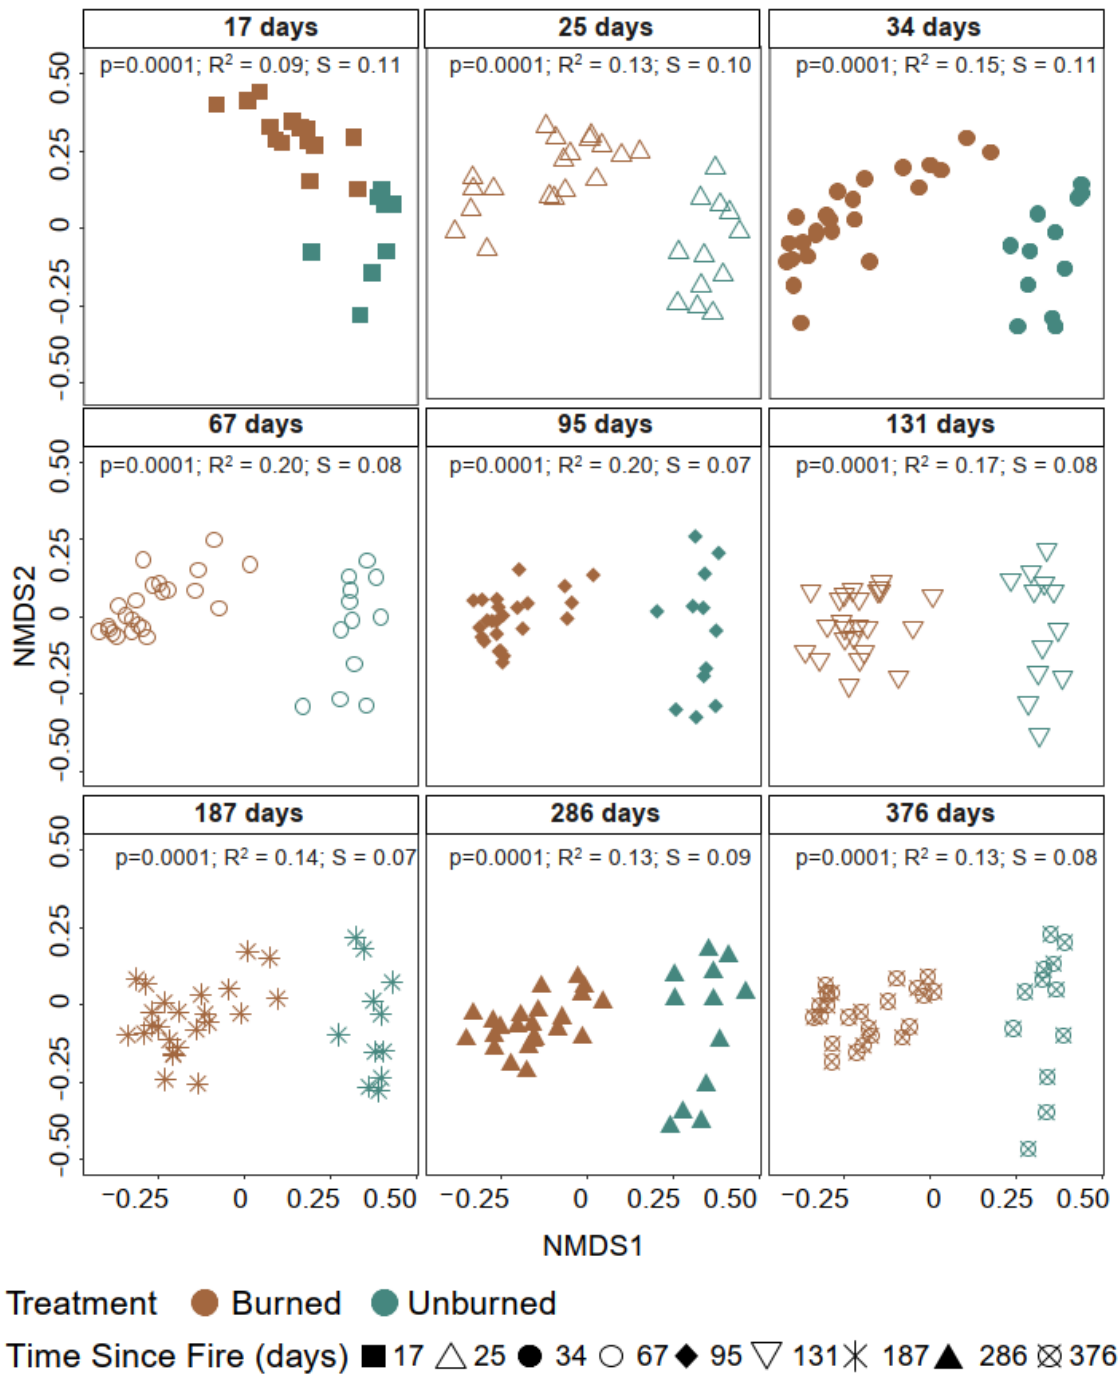 17 days 25 days 34 days
p=0.0001; R² = 0.09; S = 0.11 p=0.0001; R² = 0.13; S = 0.10 p=0.0001; R² = 0.15; S = 0.11
0.50
0.25
0
−0.25
−0.50
67 days 95 days 131 days
p=0.0001; R² = 0.20; S = 0.08 p=0.0001; R² = 0.20; S = 0.07 p=0.0001; R² = 0.17; S = 0.08
0.50
0.25
0
−0.25
−0.50
NMDS2
187 days 286 days 376 days
p=0.0001; R² = 0.14; S = 0.07 p=0.0001; R² = 0.13; S = 0.09 p=0.0001; R² = 0.13; S = 0.08
0.50
0.25
0
−0.25
−0.50
−0.25 0 0.25 0.50 −0.25 0 0.25 0.50 −0.25 0 0.25 0.50
NMDS1
Treatment Burned Unburned
Time Since Fire (days) 17 25 34 67 95 131 187 286 376